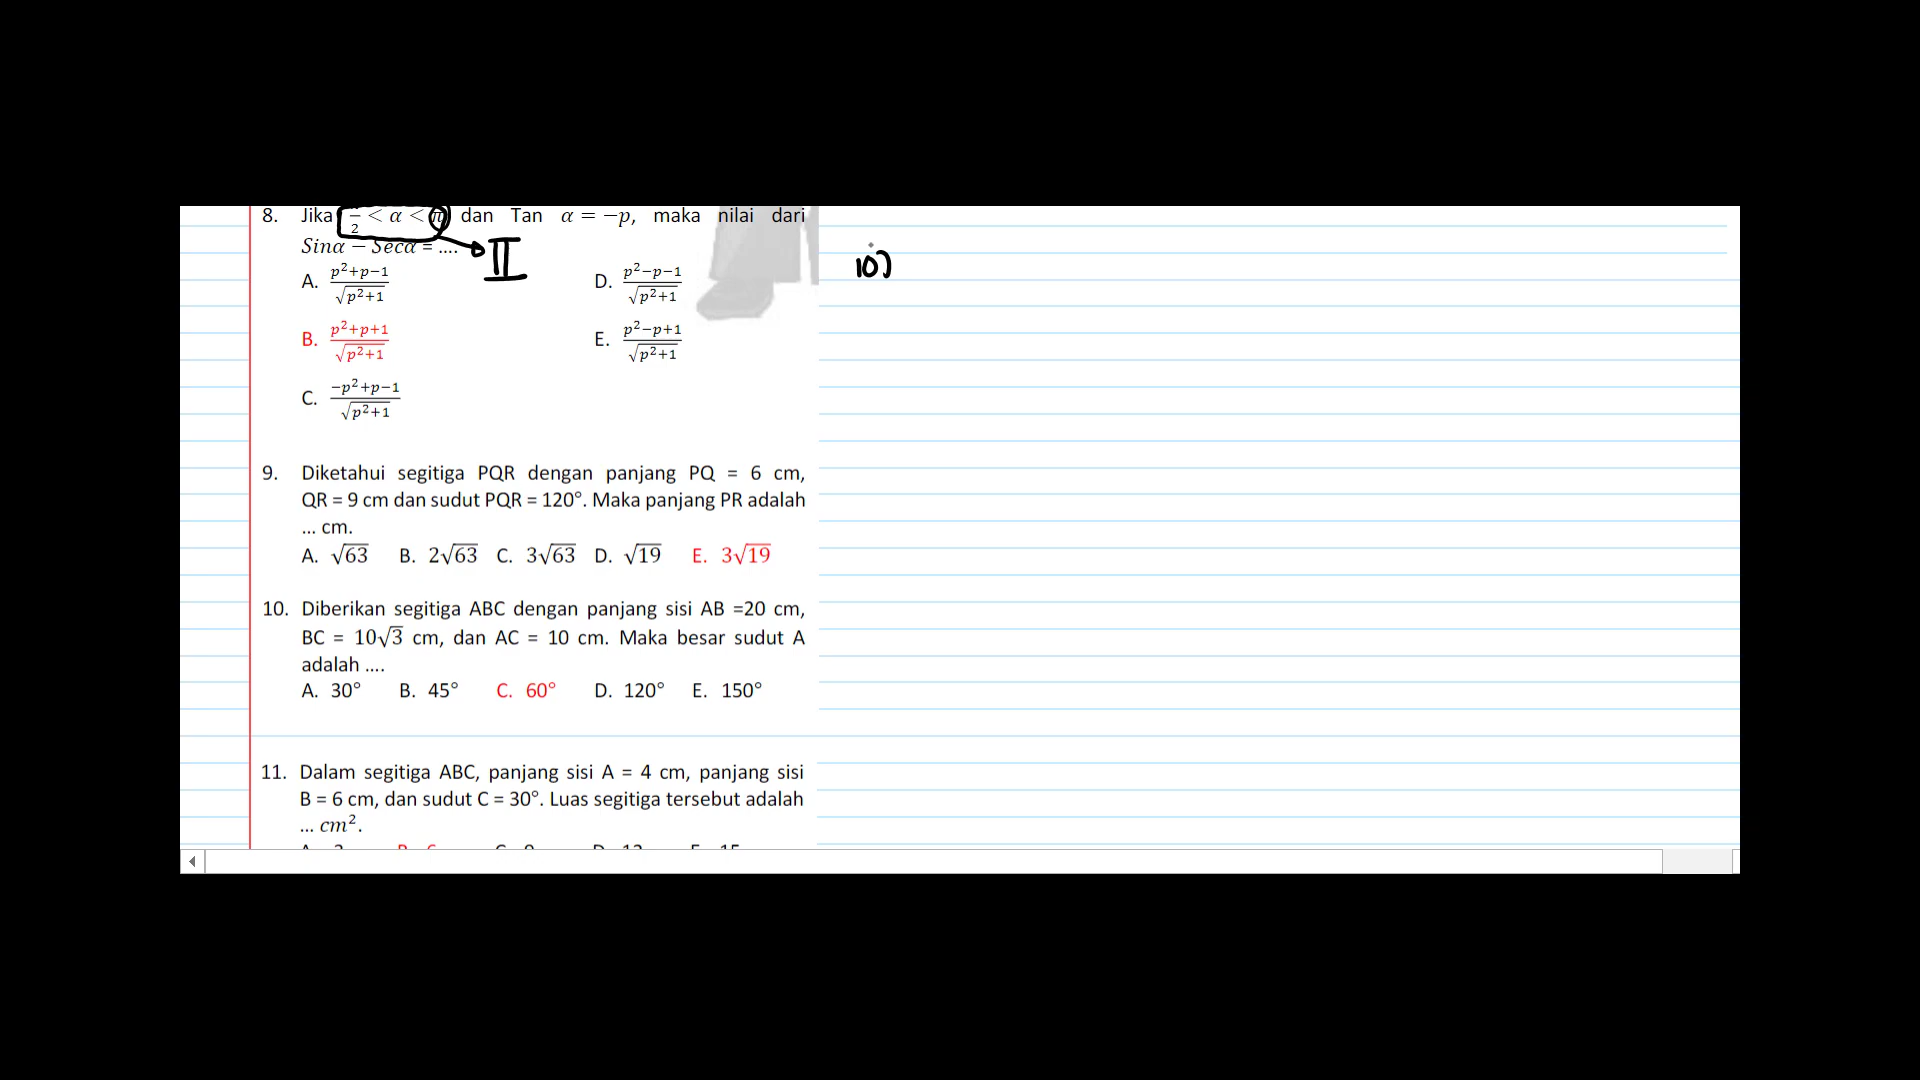 8. Jika π/2 < α < π dan Tan α = −p, maka nilai dari
Sinα − Secα = ....
II
A. (p²+p−1)/√(p²+1) D. (p²−p−1)/√(p²+1)
B. (p²+p+1)/√(p²+1) E. (p²−p+1)/√(p²+1)
C. (−p²+p−1)/√(p²+1)
9. Diketahui segitiga PQR dengan panjang PQ = 6 cm,
QR = 9 cm dan sudut PQR = 120°. Maka panjang PR adalah
... cm.
A. √63 B. 2√63 C. 3√63 D. √19 E. 3√19
10. Diberikan segitiga ABC dengan panjang sisi AB =20 cm,
BC = 10√3 cm, dan AC = 10 cm. Maka besar sudut A
adalah ....
A. 30° B. 45° C. 60° D. 120° E. 150°
11. Dalam segitiga ABC, panjang sisi A = 4 cm, panjang sisi
B = 6 cm, dan sudut C = 30°. Luas segitiga tersebut adalah
... cm².
10)